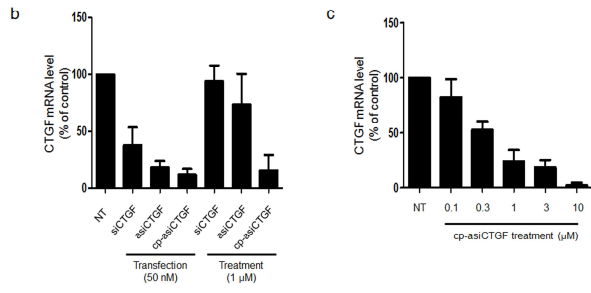 b
CTGF mRNA level
(% of control)
150
100
50
0
NT
siCTGF
asiCTGF
cp-asiCTGF
siCTGF
asiCTGF
cp-asiCTGF
Transfection
(50 nM)
Treatment
(1 µM)
c
CTGF mRNA level
(% of control)
150
100
50
0
NT 0.1 0.3 1 3 10
cp-asiCTGF treatment (µM)